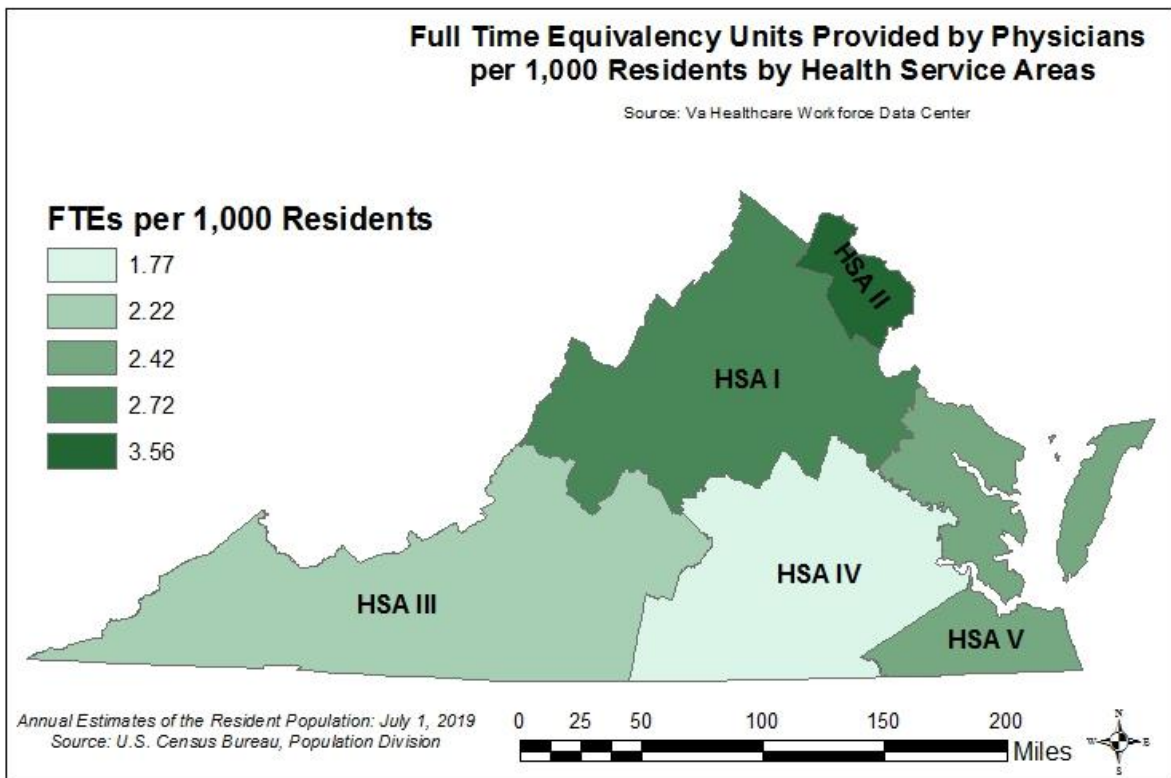 Full Time Equivalency Units Provided by Physicians
per 1,000 Residents by Health Service Areas
Source: Va Healthcare Workforce Data Center
FTEs per 1,000 Residents
1.77
2.22
2.42
2.72
3.56
HSA II
HSA I
HSA IV
HSA III
HSA V
Annual Estimates of the Resident Population: July 1, 2019
Source: U.S. Census Bureau, Population Division
0 25 50 100 150 200
Miles
N
W E
S